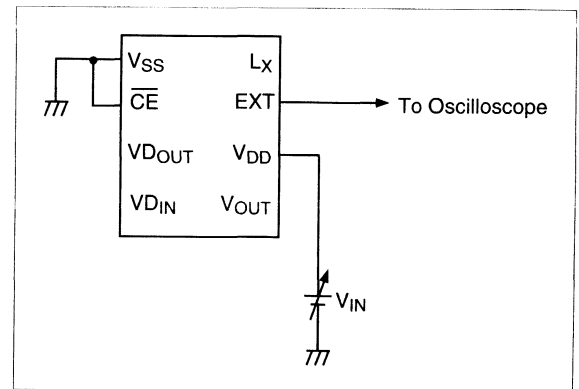 VSS LX
CE EXT To Oscilloscope
VDOUT VDD
VDIN VOUT
VIN